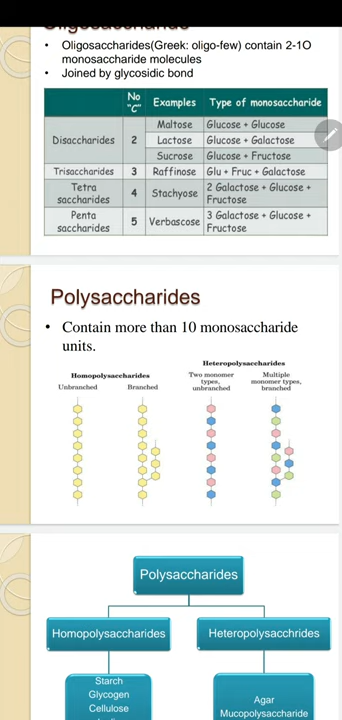 Oligosaccharide
• Oligosaccharides(Greek: oligo-few) contain 2-1O
monosaccharide molecules
• Joined by glycosidic bond
No "C" Examples Type of monosaccharide
Disaccharides 2 Maltose Glucose + Glucose
Lactose Glucose + Galactose
Sucrose Glucose + Fructose
Trisaccharides 3 Raffinose Glu + Fruc + Galactose
Tetra saccharides 4 Stachyose 2 Galactose + Glucose + Fructose
Penta saccharides 5 Verbascose 3 Galactose + Glucose + Fructose
Polysaccharides
• Contain more than 10 monosaccharide
units.
Homopolysaccharides
Unbranched Branched
Heteropolysaccharides
Two monomer types, unbranched
Multiple monomer types, branched
Polysaccharides
Homopolysaccharides Heteropolysacchrides
Starch
Glycogen
Cellulose
Agar
Mucopolysaccharide